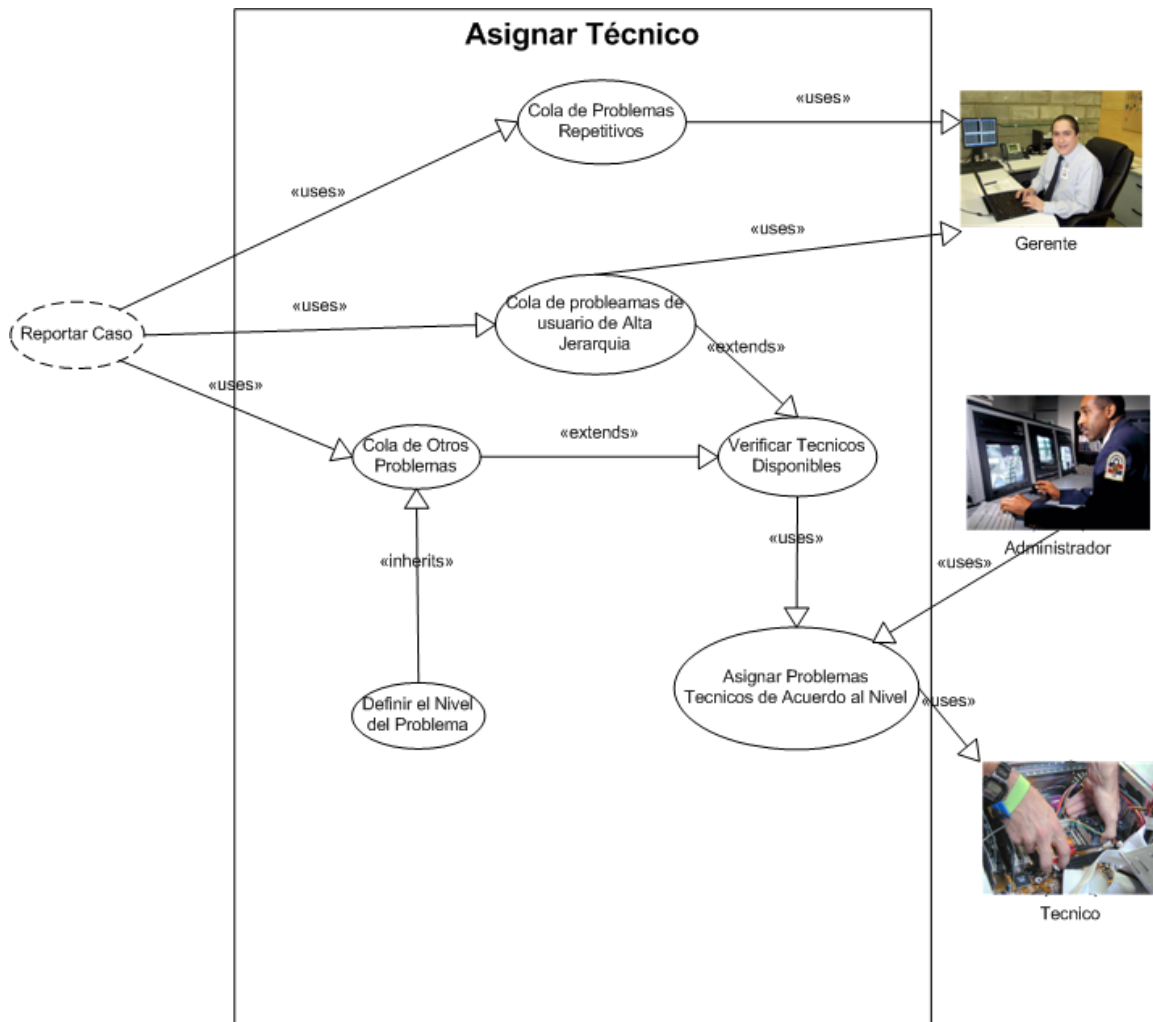 Asignar Técnico
«uses»
Cola de Problemas
Repetitivos
«uses»
Gerente
«uses»
Reportar Caso
«uses»
Cola de probleamas de
usuario de Alta
Jerarquia
«extends»
«uses»
Cola de Otros
Problemas
«extends»
Verificar Tecnicos
Disponibles
«inherits»
«uses»
Administrador
«uses»
Definir el Nivel
del Problema
Asignar Problemas
Tecnicos de Acuerdo al Nivel
«uses»
Tecnico